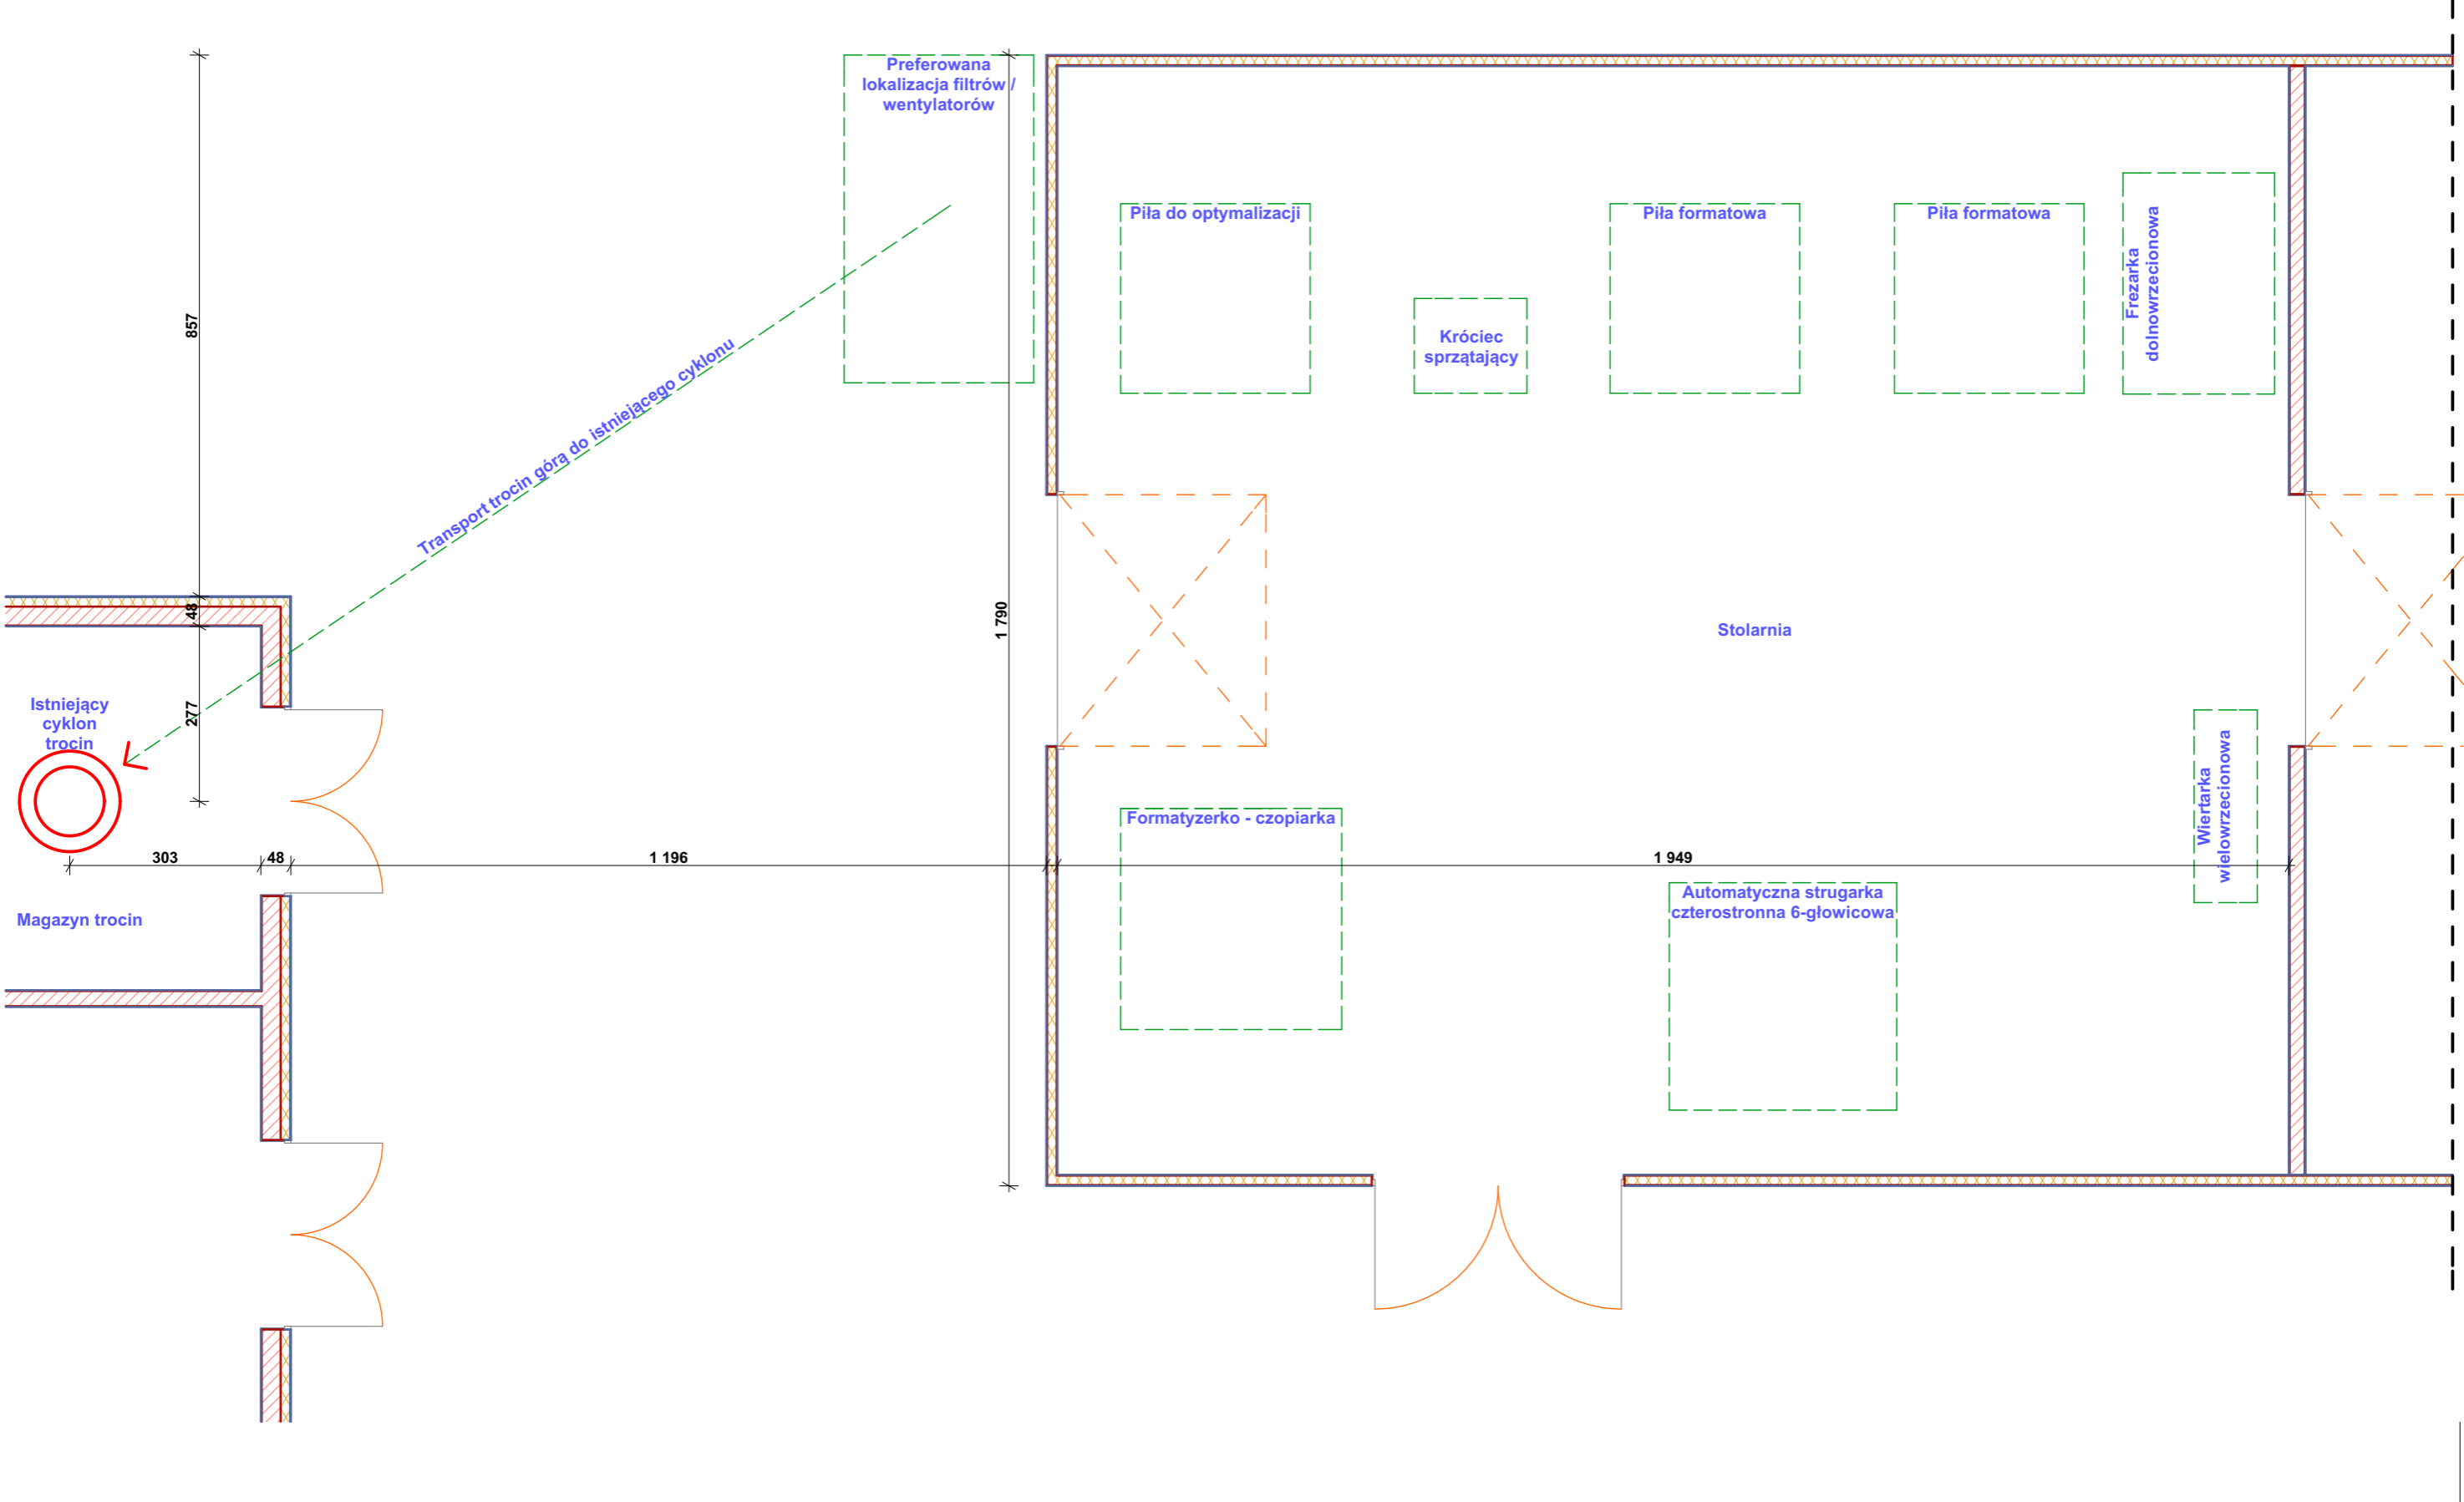 Preferowana
lokalizacja filtrów /
wentylatorów
Piła do optymalizacji
Piła formatowa
Piła formatowa
Frezarka
dolnowrzecionowa
Króciec
sprzątający
857
Transport trocin górą do istniejącego cyklonu
48
1 790
Stolarnia
277
Istniejący
cyklon
trocin
Wiertarka
wielowrzecionowa
Formatyzerko - czopiarka
303
48
1 196
1 949
Automatyczna strugarka
czterostronna 6-głowicowa
Magazyn trocin